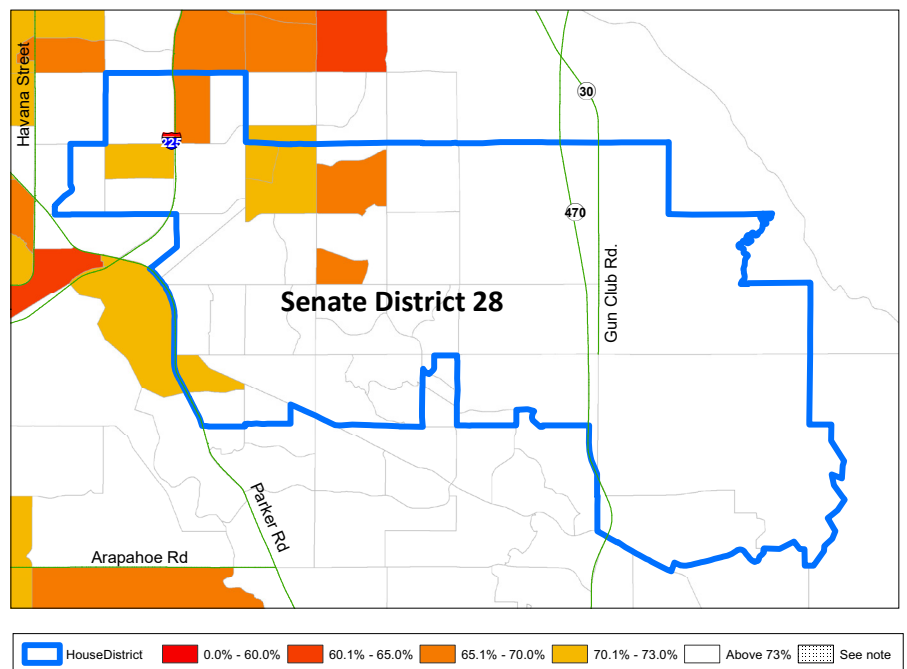 Havana Street
225
30
470
Gun Club Rd.
Senate District 28
Parker Rd
Arapahoe Rd
HouseDistrict 0.0% - 60.0% 60.1% - 65.0% 65.1% - 70.0% 70.1% - 73.0% Above 73% See note